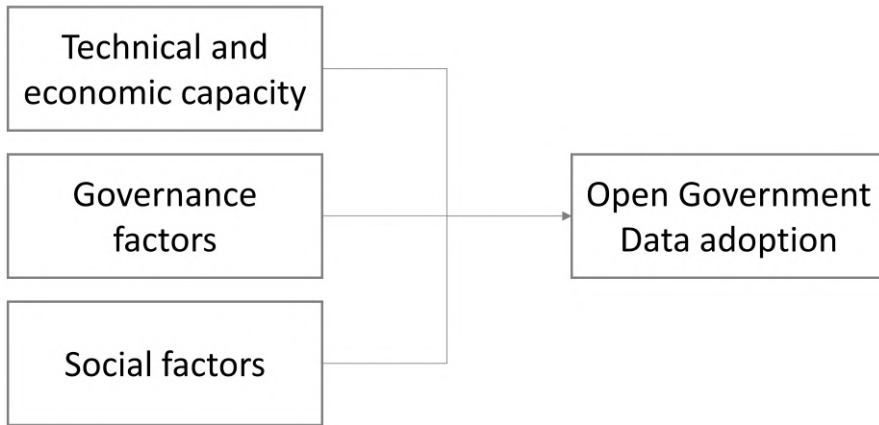 Technical and
economic capacity
Governance
factors
Social factors
Open Government
Data adoption